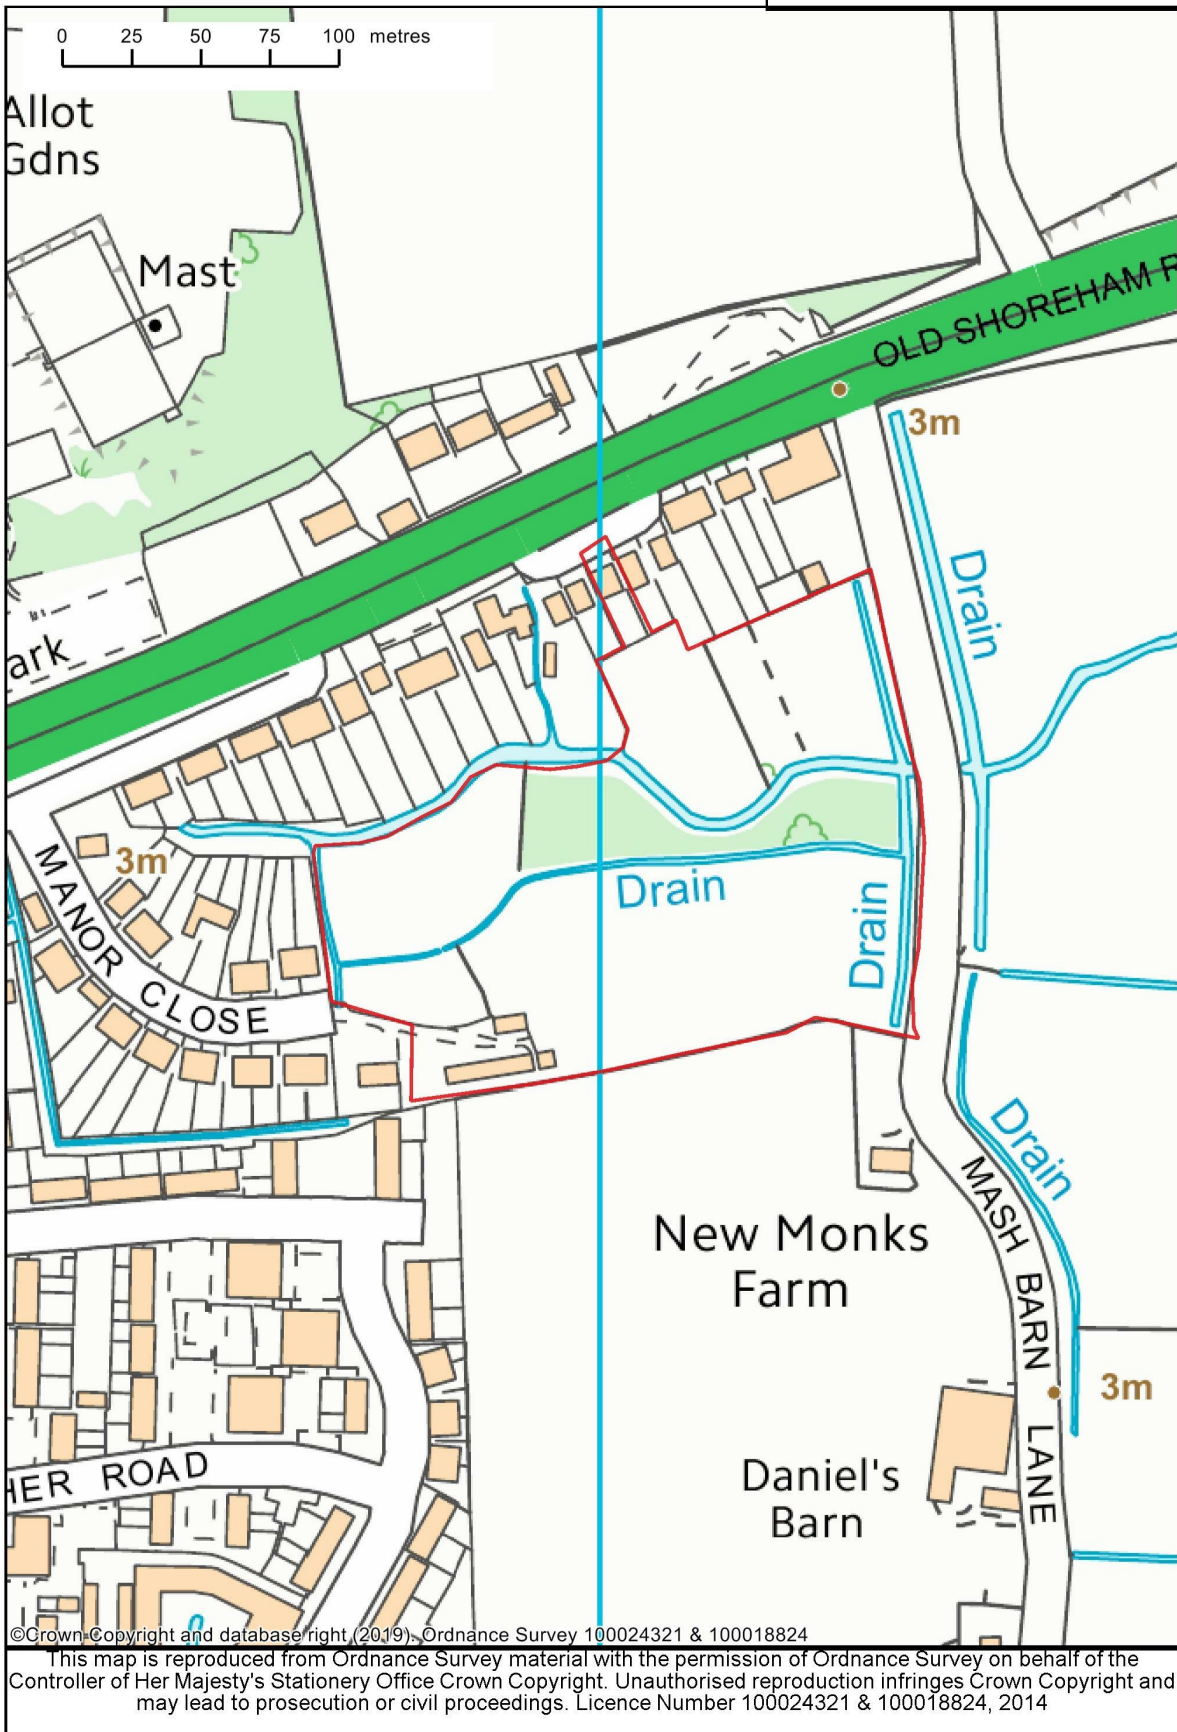 0 25 50 75 100 metres
Allot
Gdns
Mast
OLD SHOREHAM R
3m
Drain
ark
3m
MANOR CLOSE
Drain
Drain
Drain
MASH BARN LANE
New Monks
Farm
3m
Daniel's
Barn
HER ROAD
©Crown Copyright and database right (2019). Ordnance Survey 100024321 & 100018824
This map is reproduced from Ordnance Survey material with the permission of Ordnance Survey on behalf of the
Controller of Her Majesty's Stationery Office Crown Copyright. Unauthorised reproduction infringes Crown Copyright and
may lead to prosecution or civil proceedings. Licence Number 100024321 & 100018824, 2014